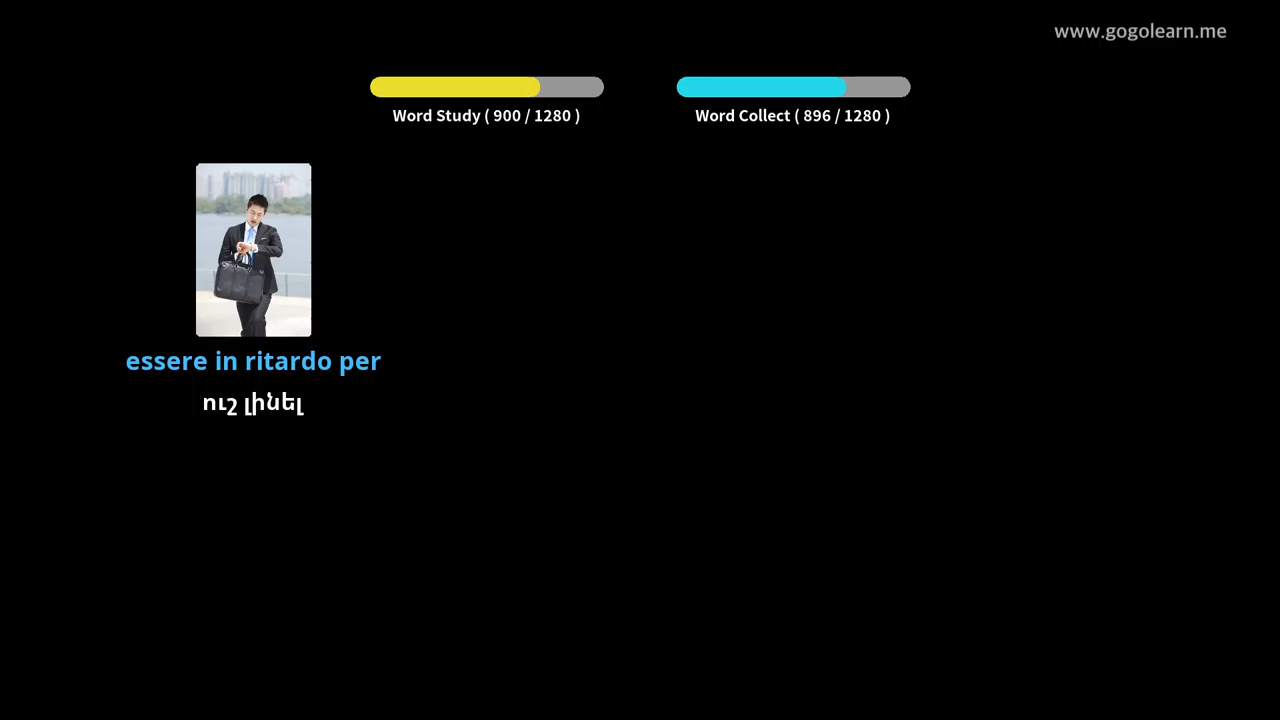 www.gogolearn.me
Word Study ( 900 / 1280 )
Word Collect ( 896 / 1280 )
essere in ritardo per
ուշ լինել